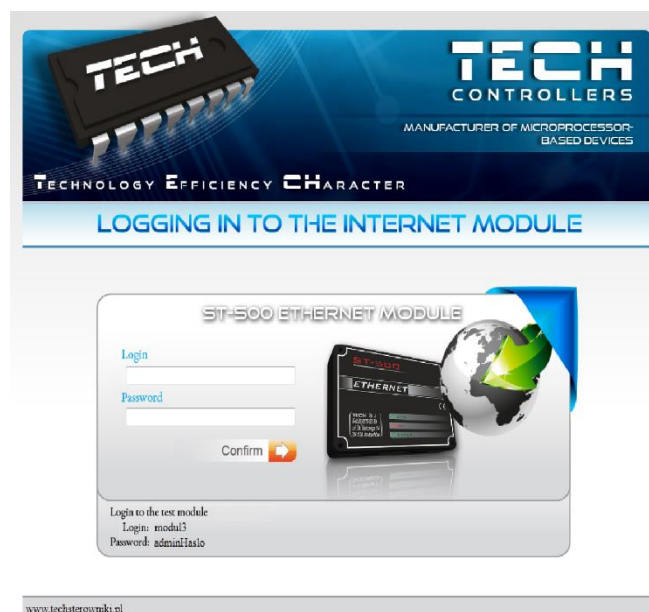 TECH
TECH
CONTROLLERS
MANUFACTURER OF MICROPROCESSOR-
BASED DEVICES
TECHNOLOGY EFFICIENCY CHARACTER
LOGGING IN TO THE INTERNET MODULE
ST-500 ETHERNET MODULE
Login
Password
Confirm
ST-500
ETHERNET
Login to the test module
Login: modul3
Password: adminHaslo
www.techsterowniki.pl